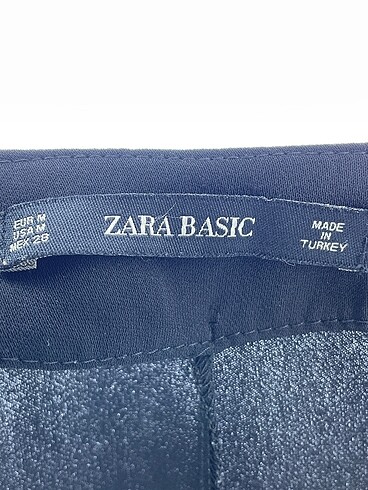 EUR M
USA M
MEX 28
ZARA BASIC
MADE
IN
TURKEY